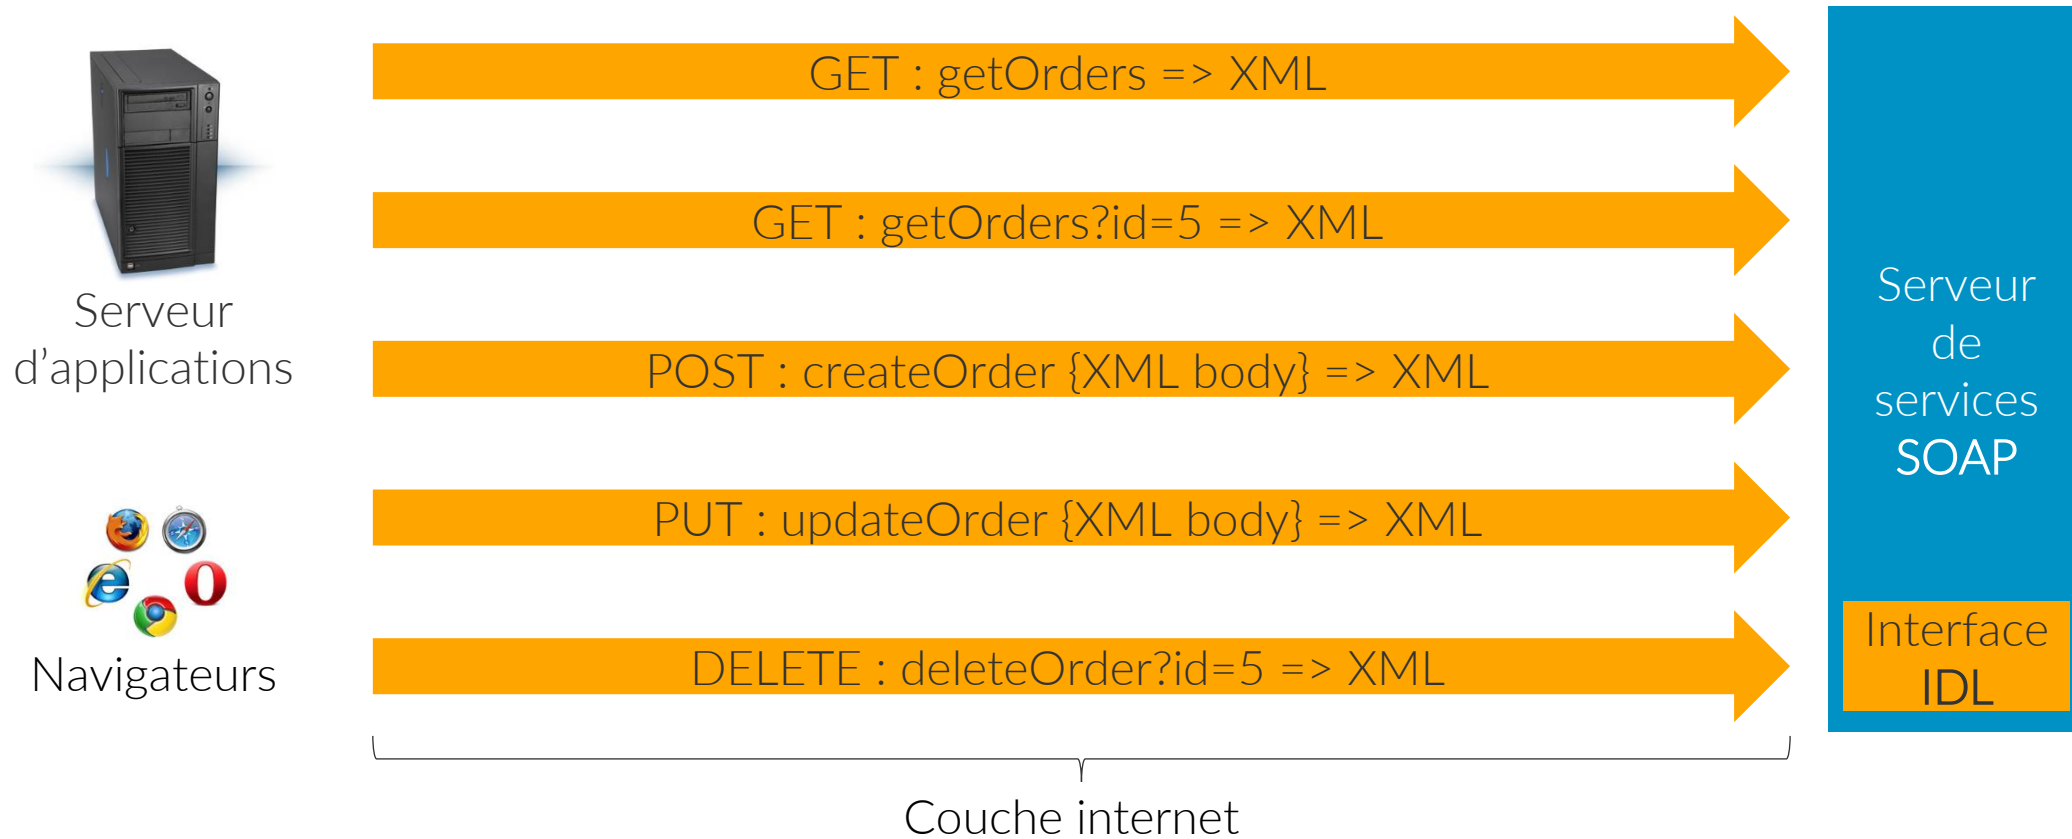 GET : getOrders => XML
GET : getOrders?id=5 => XML
Serveur
d’applications
POST : createOrder {XML body} => XML
PUT : updateOrder {XML body} => XML
Navigateurs
DELETE : deleteOrder?id=5 => XML
Serveur
de
services
SOAP
Interface
IDL
Couche internet